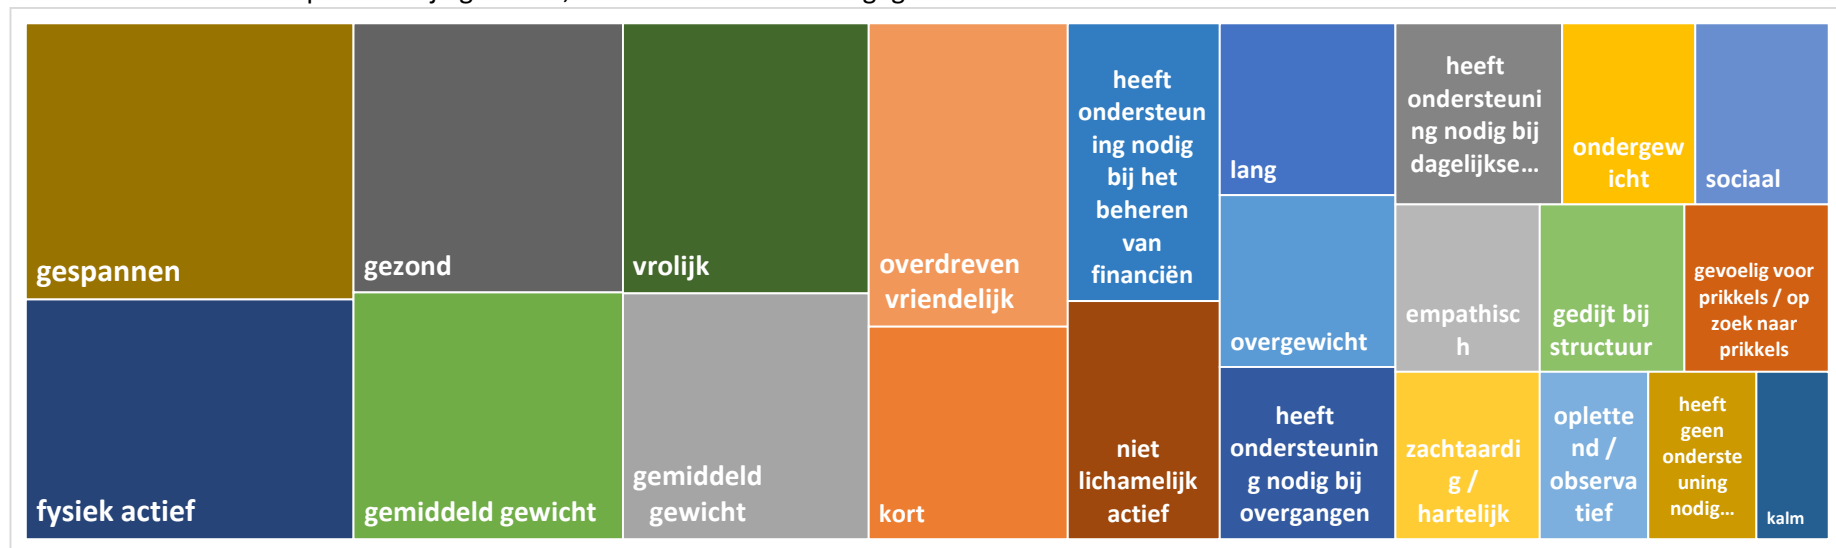 gespannen
fysiek actief
gezond
gemiddeld gewicht
vrolijk
gemiddeld
gewicht
overdreven
vriendelijk
kort
heeft
ondersteun
ing nodig
bij het
beheren
van
financiën
niet
lichamelijk
actief
lang
overgewicht
heeft
ondersteunin
g nodig bij
overgangen
heeft
ondersteuni
ng nodig bij
dagelijkse…
ondergew
icht
sociaal
empathisc
h
gedijt bij
structuur
gevoelig voor
prikkels / op
zoek naar
prikkels
zachtaardi
g /
hartelijk
oplette
nd /
observa
tief
heeft
geen
onderste
uning
nodig…
kalm